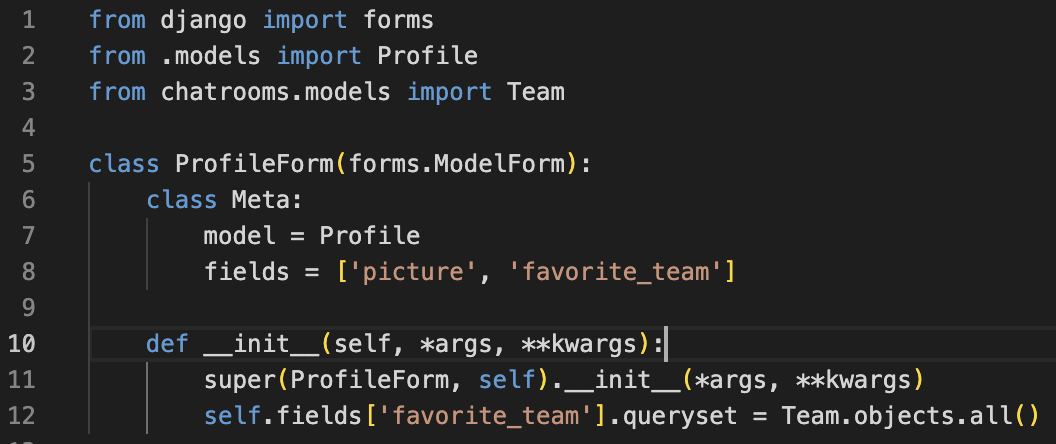 1 from django import forms
2 from .models import Profile
3 from chatrooms.models import Team
4
5 class ProfileForm(forms.ModelForm):
6     class Meta:
7         model = Profile
8         fields = ['picture', 'favorite_team']
9
10     def __init__(self, *args, **kwargs):
11         super(ProfileForm, self).__init__(*args, **kwargs)
12         self.fields['favorite_team'].queryset = Team.objects.all()